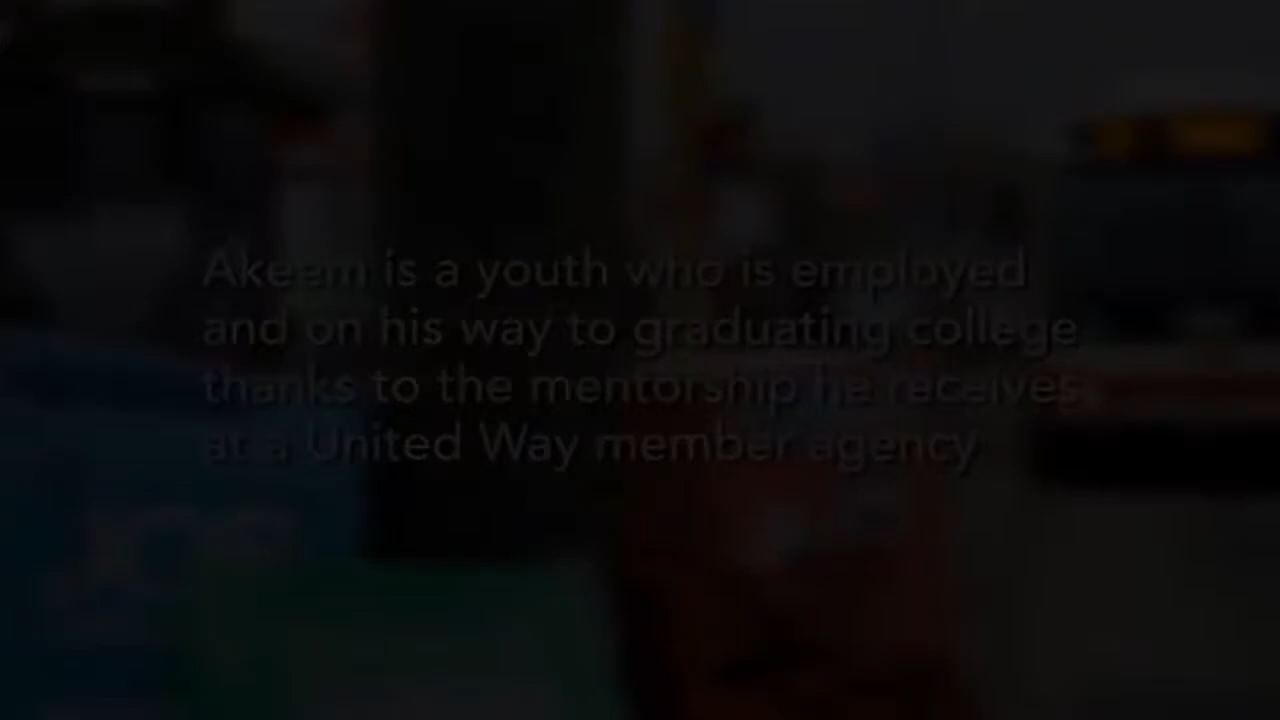 Akeem is a youth who is employed
and on his way to graduating college
thanks to the mentorship he receives
at a United Way member agency